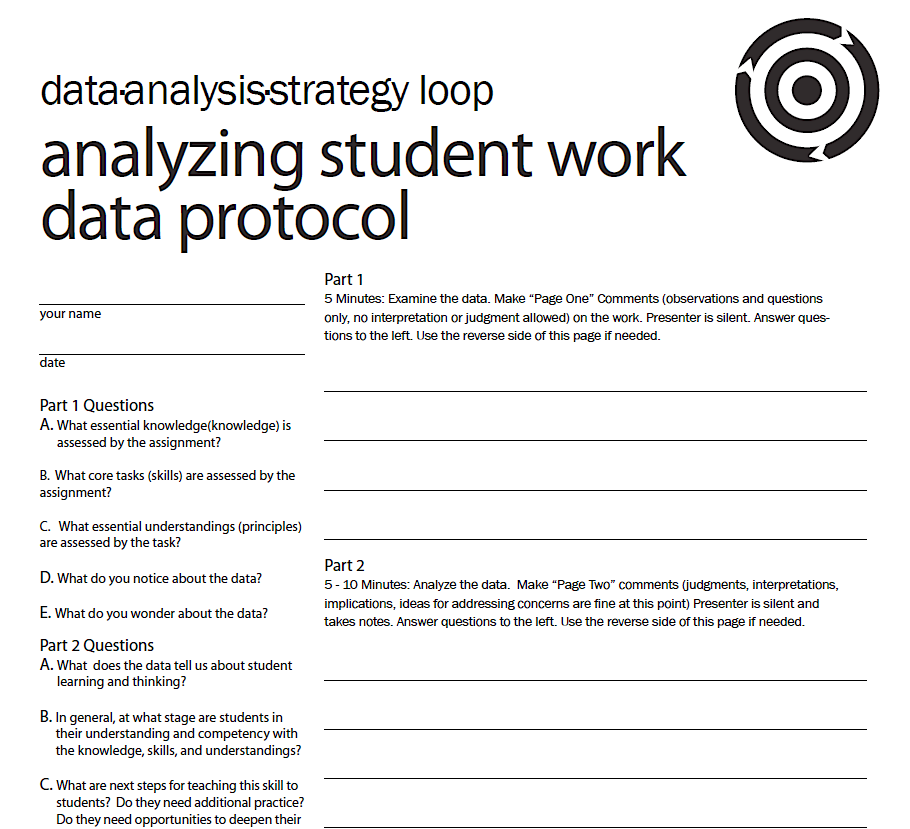 data•analysis•strategy loop
analyzing student work
data protocol
your name
date
Part 1 Questions
A. What essential knowledge(knowledge) is
assessed by the assignment?
B. What core tasks (skills) are assessed by the
assignment?
C. What essential understandings (principles)
are assessed by the task?
D. What do you notice about the data?
E. What do you wonder about the data?
Part 2 Questions
A. What does the data tell us about student
learning and thinking?
B. In general, at what stage are students in
their understanding and competency with
the knowledge, skills, and understandings?
C. What are next steps for teaching this skill to
students? Do they need additional practice?
Do they need opportunities to deepen their
Part 1
5 Minutes: Examine the data. Make “Page One” Comments (observations and questions
only, no interpretation or judgment allowed) on the work. Presenter is silent. Answer ques-
tions to the left. Use the reverse side of this page if needed.
Part 2
5 - 10 Minutes: Analyze the data. Make “Page Two” comments (judgments, interpretations,
implications, ideas for addressing concerns are fine at this point) Presenter is silent and
takes notes. Answer questions to the left. Use the reverse side of this page if needed.